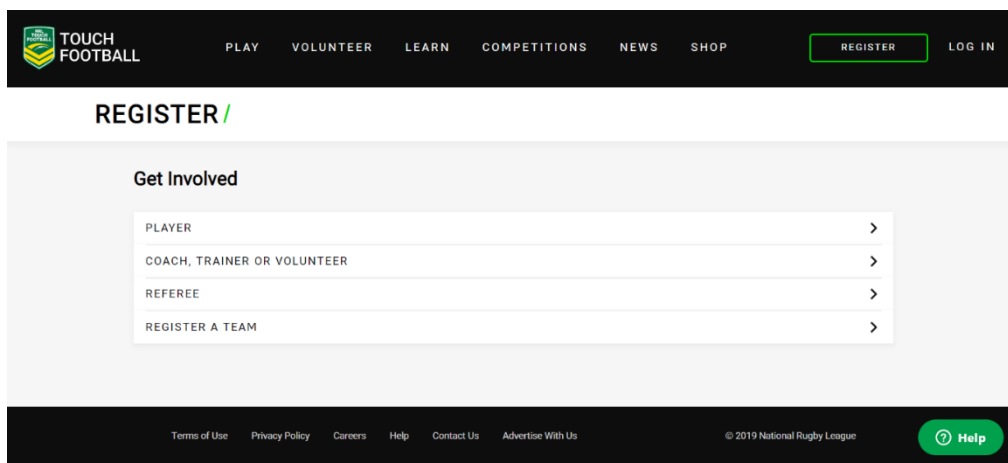 TOUCH
FOOTBALL
PLAY VOLUNTEER LEARN COMPETITIONS NEWS SHOP REGISTER LOG IN
REGISTER /
Get Involved
PLAYER
COACH, TRAINER OR VOLUNTEER
REFEREE
REGISTER A TEAM
Terms of Use Privacy Policy Careers Help Contact Us Advertise With Us © 2019 National Rugby League
Help